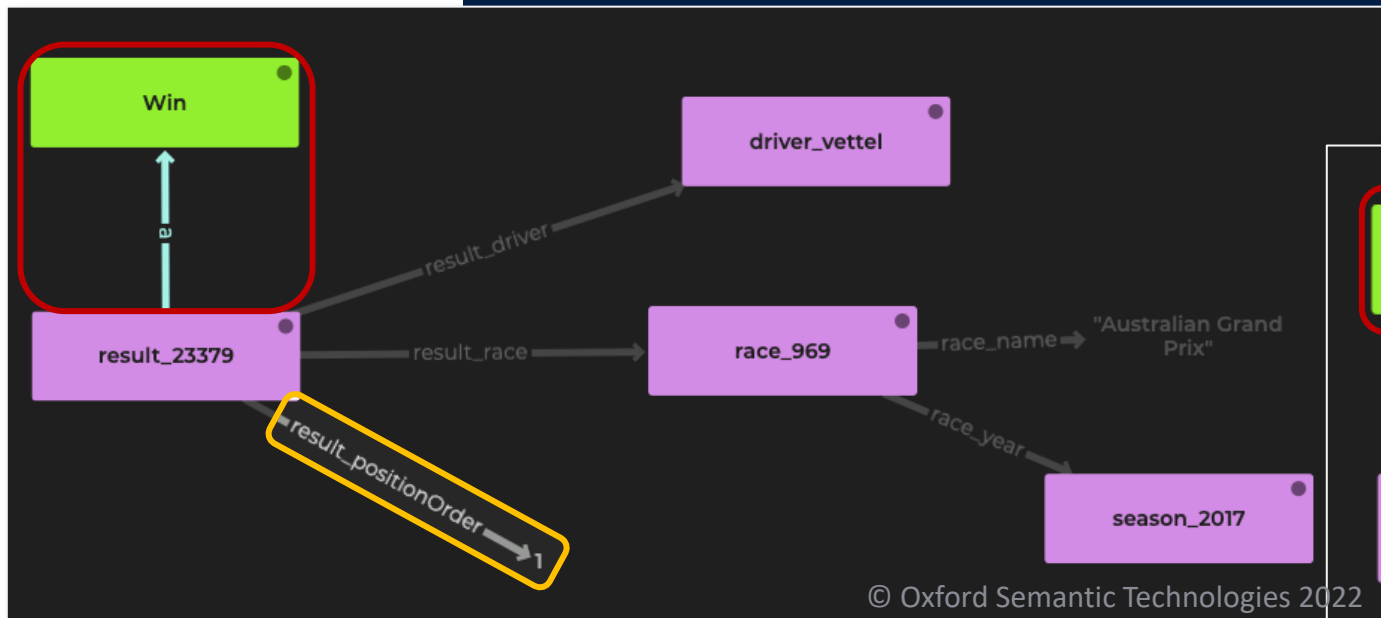 Win
driver_vettel
a
result_driver
result_23379
result_race
race_969
race_name
"Australian Grand
Prix"
result_positionOrder
1
race_year
season_2017
© Oxford Semantic Technologies 2022